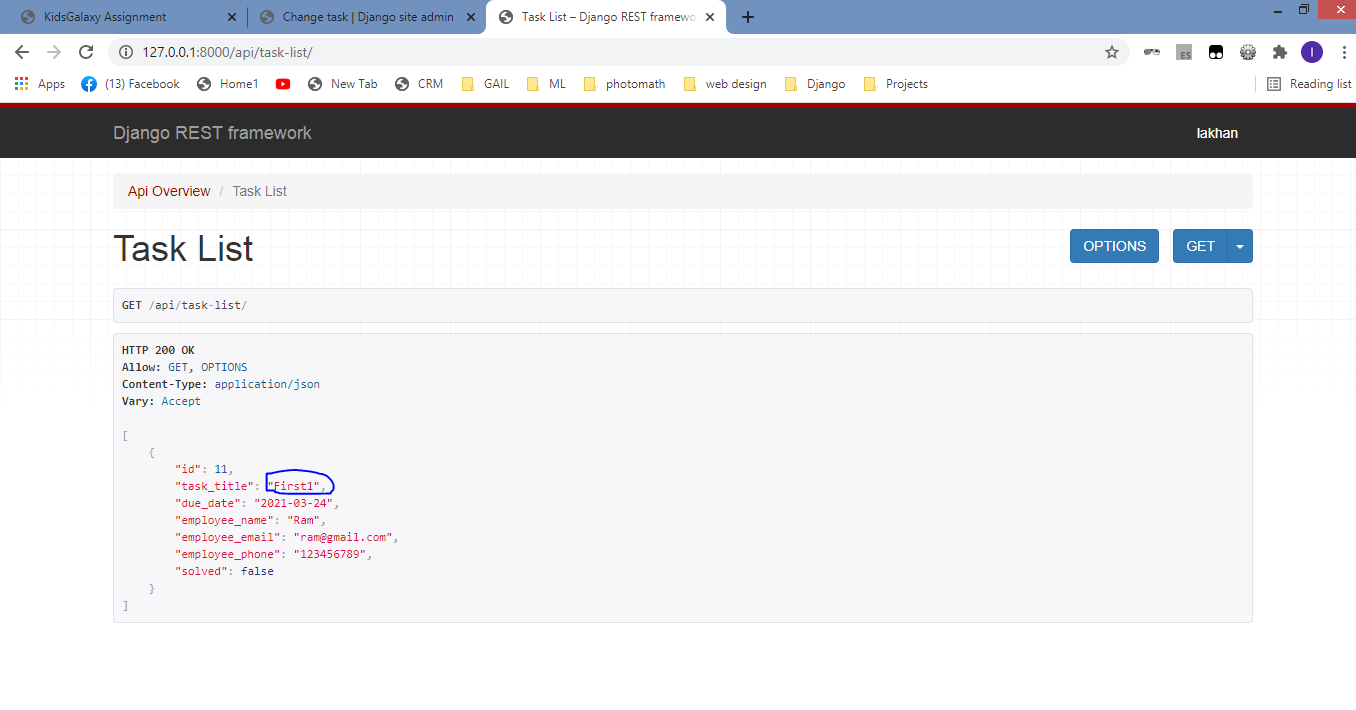 KidsGalaxy Assignment
Change task | Django site admin
Task List – Django REST framewo
127.0.0.1:8000/api/task-list/
ES
I
Apps
(13) Facebook
Home1
New Tab
CRM
GAIL
ML
photomath
web design
Django
Projects
Reading list
Django REST framework
lakhan
Api Overview / Task List
Task List
OPTIONS
GET
GET /api/task-list/
HTTP 200 OK
Allow: GET, OPTIONS
Content-Type: application/json
Vary: Accept
[
{
"id": 11,
"task_title": "First1",
"due_date": "2021-03-24",
"employee_name": "Ram",
"employee_email": "ram@gmail.com",
"employee_phone": "123456789",
"solved": false
}
]